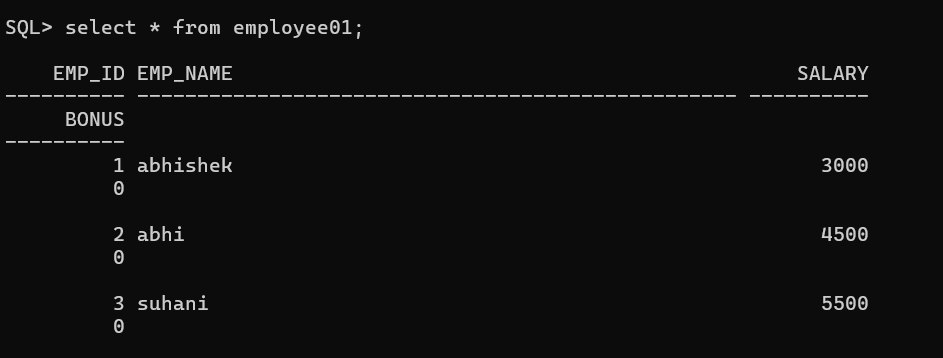 SQL> select * from employee01;
EMP_ID EMP_NAME SALARY
---------- -------------------------------------------------- ----------
BONUS
----------
1 abhishek 3000
0
2 abhi 4500
0
3 suhani 5500
0